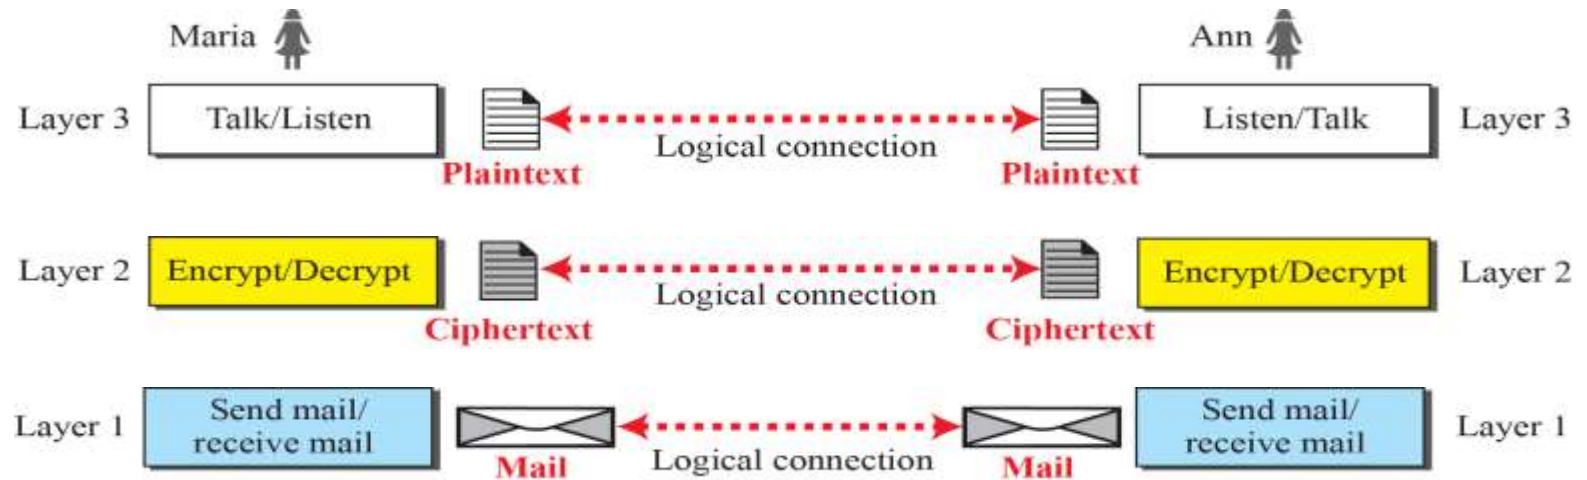 Maria
Ann
Layer 3
Talk/Listen
Logical connection
Listen/Talk
Layer 3
Plaintext
Plaintext
Layer 2
Encrypt/Decrypt
Logical connection
Encrypt/Decrypt
Layer 2
Ciphertext
Ciphertext
Layer 1
Send mail/
receive mail
Logical connection
Send mail/
receive mail
Layer 1
Mail
Mail